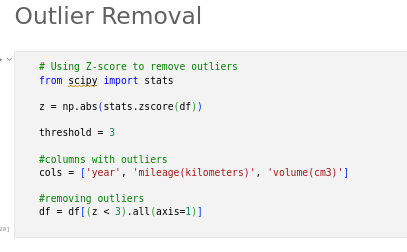 Outlier Removal
# Using Z-score to remove outliers
from scipy import stats
z = np.abs(stats.zscore(df))
threshold = 3
#columns with outliers
cols = ['year', 'mileage(kilometers)', 'volume(cm3)']
#removing outliers
df = df[(z < 3).all(axis=1)]